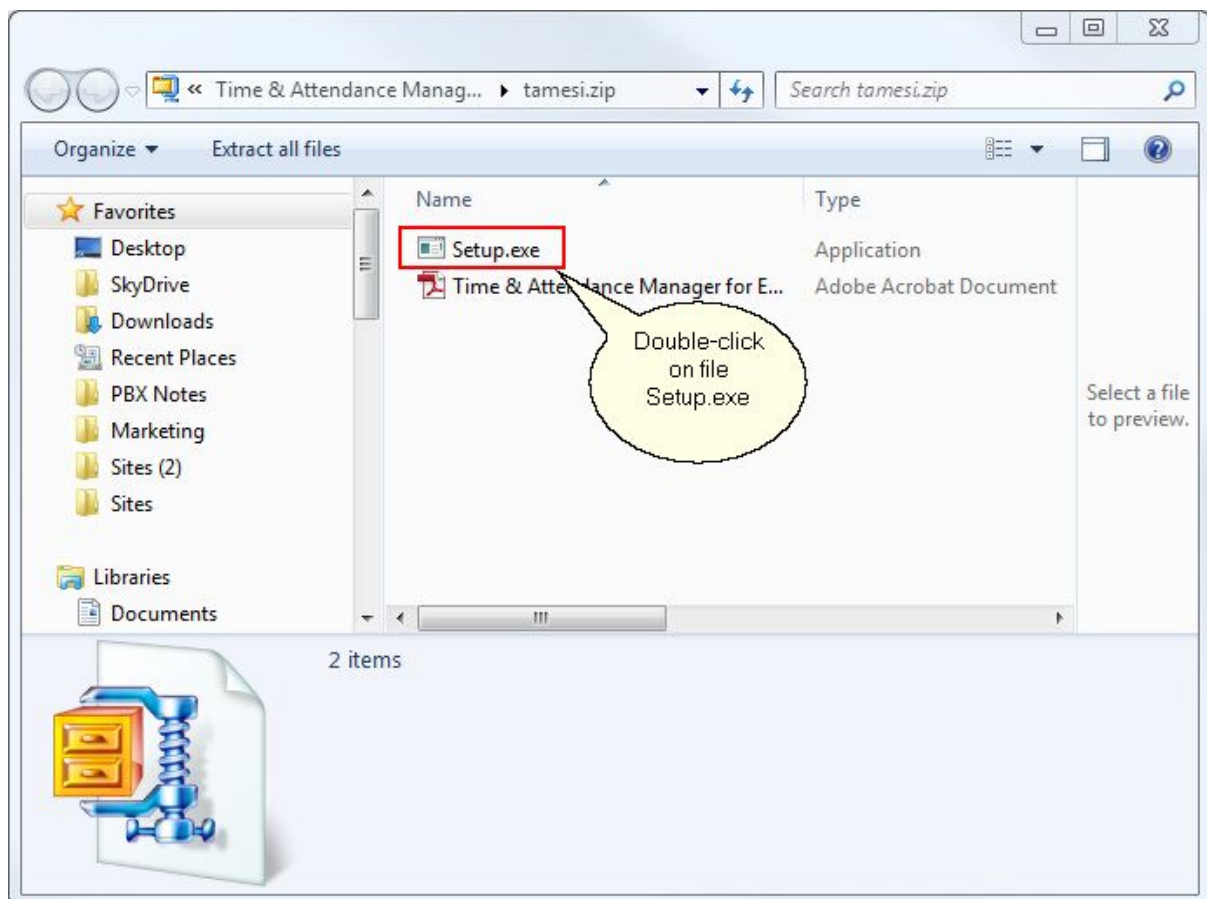 « Time & Attendance Manag... ▸ tamesi.zip
Search tamesi.zip
Organize ▾ Extract all files
Favorites
Desktop
SkyDrive
Downloads
Recent Places
PBX Notes
Marketing
Sites (2)
Sites
Libraries
Documents
Name Type
Setup.exe Application
Time & Attendance Manager for E... Adobe Acrobat Document
Double-click
on file
Setup.exe
Select a file
to preview.
2 items